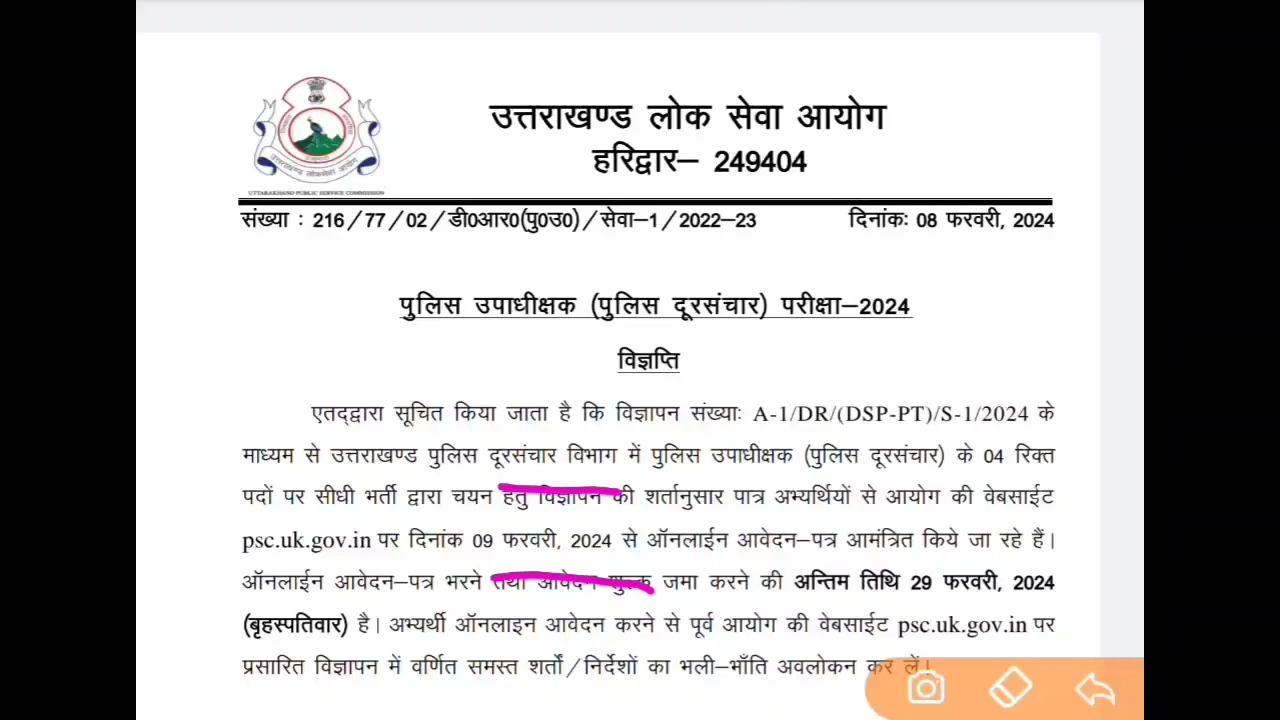 उत्तराखण्ड लोक सेवा आयोग
हरिद्वार– 249404
UTTARAKHAND PUBLIC SERVICE COMMISSION
संख्या : 216/77/02/डी0आर0(पु0उ0)/सेवा–1/2022–23 दिनांकः 08 फरवरी, 2024
पुलिस उपाधीक्षक (पुलिस दूरसंचार) परीक्षा–2024
विज्ञप्ति
एतद्द्वारा सूचित किया जाता है कि विज्ञापन संख्याः A-1/DR/(DSP-PT)/S-1/2024 के
माध्यम से उत्तराखण्ड पुलिस दूरसंचार विभाग में पुलिस उपाधीक्षक (पुलिस दूरसंचार) के 04 रिक्त
पदों पर सीधी भर्ती द्वारा चयन हेतु विज्ञापन की शर्तानुसार पात्र अभ्यर्थियों से आयोग की वेबसाईट
psc.uk.gov.in पर दिनांक 09 फरवरी, 2024 से ऑनलाईन आवेदन–पत्र आमंत्रित किये जा रहे हैं।
ऑनलाईन आवेदन–पत्र भरने तथा आवेदन शुल्क जमा करने की अन्तिम तिथि 29 फरवरी, 2024
(बृहस्पतिवार) है। अभ्यर्थी ऑनलाइन आवेदन करने से पूर्व आयोग की वेबसाईट psc.uk.gov.in पर
प्रसारित विज्ञापन में वर्णित समस्त शर्तों/निर्देशों का भली–भाँति अवलोकन कर लें।